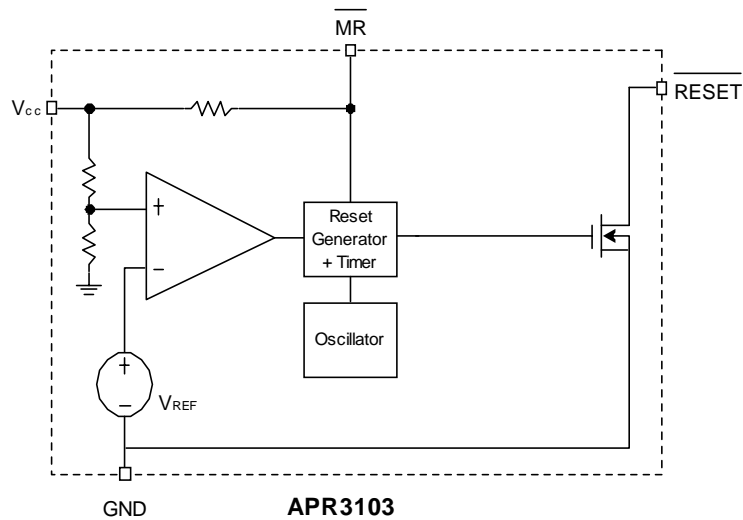 MR
Vcc
RESET
+
−
Reset
Generator
+ Timer
Oscillator
+
−
VREF
GND
APR3103